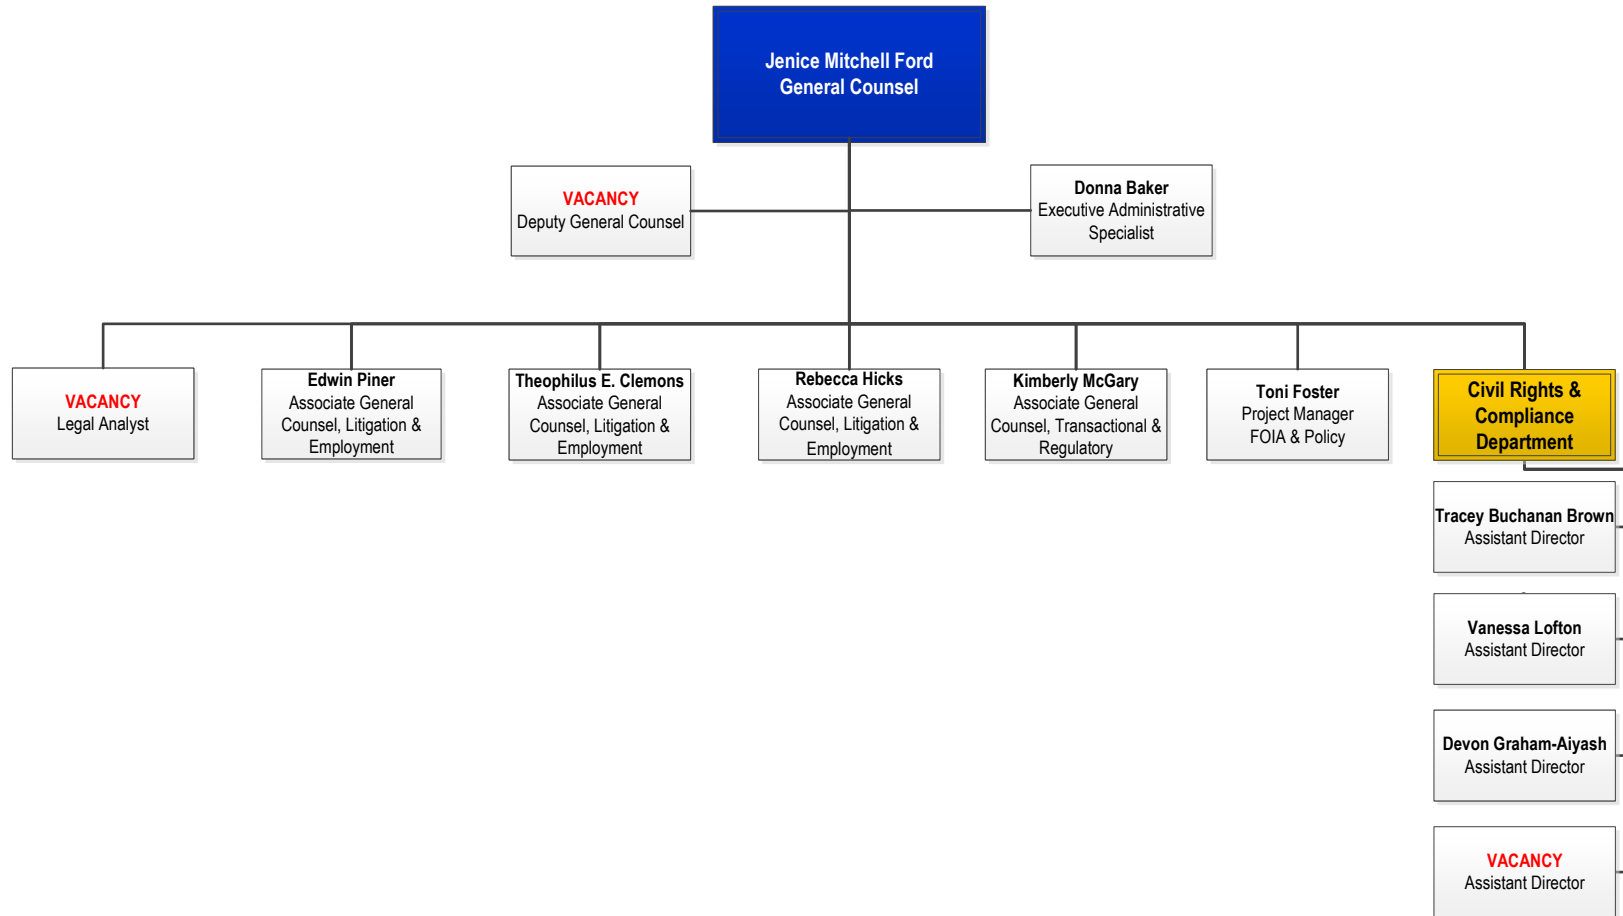 Jenice Mitchell Ford
General Counsel
VACANCY
Deputy General Counsel
Donna Baker
Executive Administrative
Specialist
VACANCY
Legal Analyst
Edwin Piner
Associate General
Counsel, Litigation &
Employment
Theophilus E. Clemons
Associate General
Counsel, Litigation &
Employment
Rebecca Hicks
Associate General
Counsel, Litigation &
Employment
Kimberly McGary
Associate General
Counsel, Transactional &
Regulatory
Toni Foster
Project Manager
FOIA & Policy
Civil Rights &
Compliance
Department
Tracey Buchanan Brown
Assistant Director
Vanessa Lofton
Assistant Director
Devon Graham-Aiyash
Assistant Director
VACANCY
Assistant Director